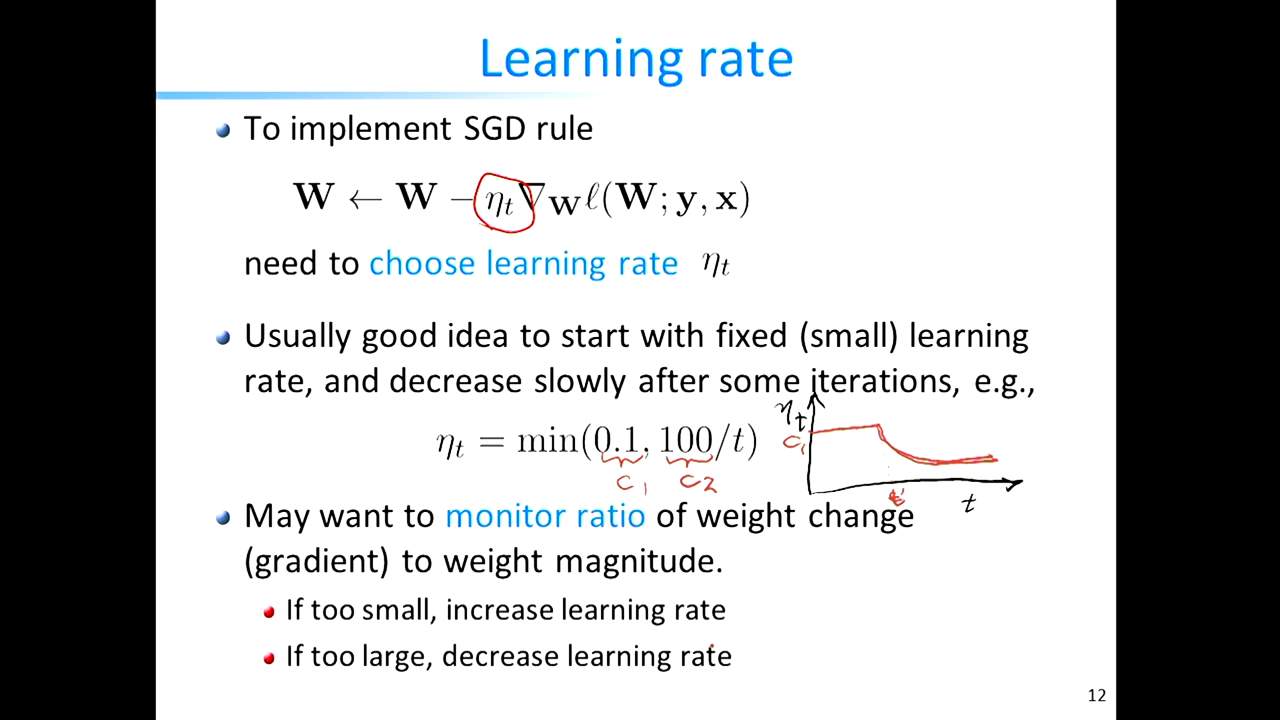 Learning rate
To implement SGD rule
W ← W − η_t ∇_W ℓ(W; y, x)
need to choose learning rate η_t
Usually good idea to start with fixed (small) learning
rate, and decrease slowly after some iterations, e.g.,
η_t = min(0.1, 100/t)
C₁ C₂
η_t
C₁
t'
t
May want to monitor ratio of weight change
(gradient) to weight magnitude.
If too small, increase learning rate
If too large, decrease learning rate
12